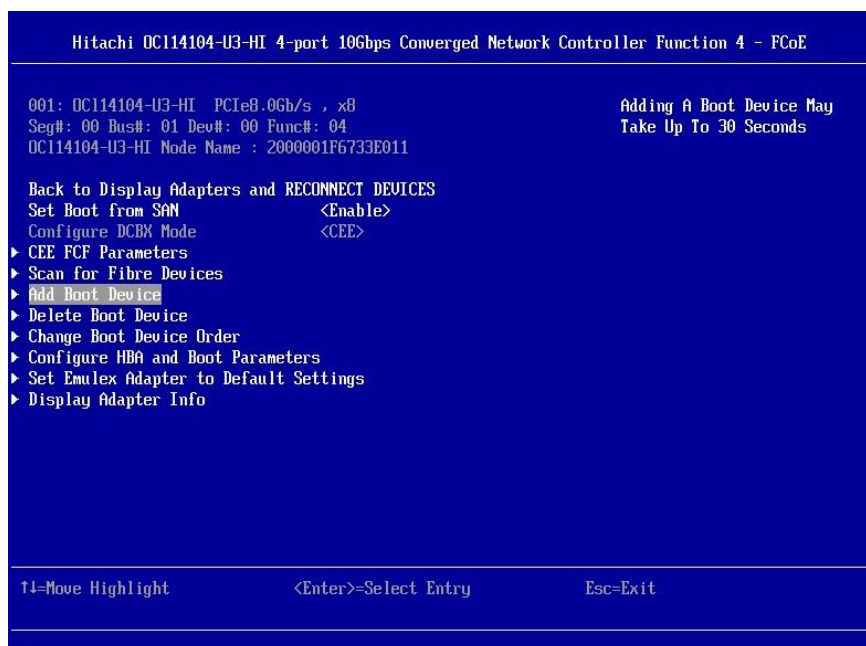 Hitachi OCl14104-U3-HI 4-port 10Gbps Converged Network Controller Function 4 - FCoE
001: OCl14104-U3-HI PCIe8.0Gb/s , x8
Adding A Boot Device May
Seg#: 00 Bus#: 01 Dev#: 00 Func#: 04
Take Up To 30 Seconds
OCl14104-U3-HI Node Name : 2000001F6733E011
Back to Display Adapters and RECONNECT DEVICES
Set Boot from SAN <Enable>
Configure DCBX Mode <CEE>
CEE FCF Parameters
Scan for Fibre Devices
Add Boot Device
Delete Boot Device
Change Boot Device Order
Configure HBA and Boot Parameters
Set Emulex Adapter to Default Settings
Display Adapter Info
↑↓=Move Highlight <Enter>=Select Entry Esc=Exit